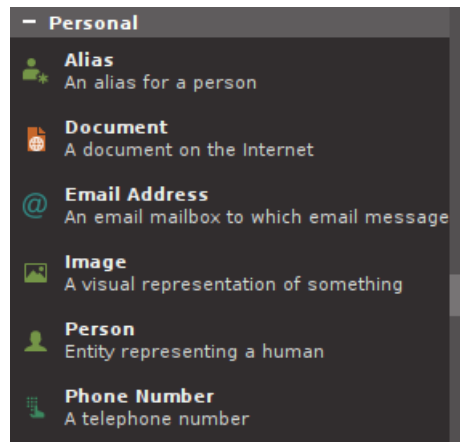 − Personal
Alias
An alias for a person
Document
A document on the Internet
Email Address
An email mailbox to which email message
Image
A visual representation of something
Person
Entity representing a human
Phone Number
A telephone number